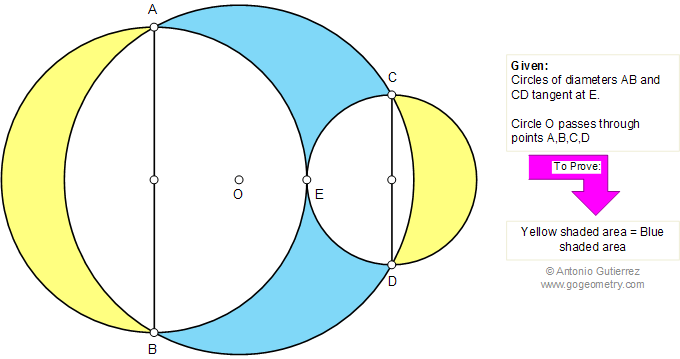 A
C
Given:
Circles of diameters AB and
CD tangent at E.
Circle O passes through
points A,B,C,D
To Prove:
O
E
Yellow shaded area = Blue
shaded area
D
© Antonio Gutierrez
www.gogeometry.com
B